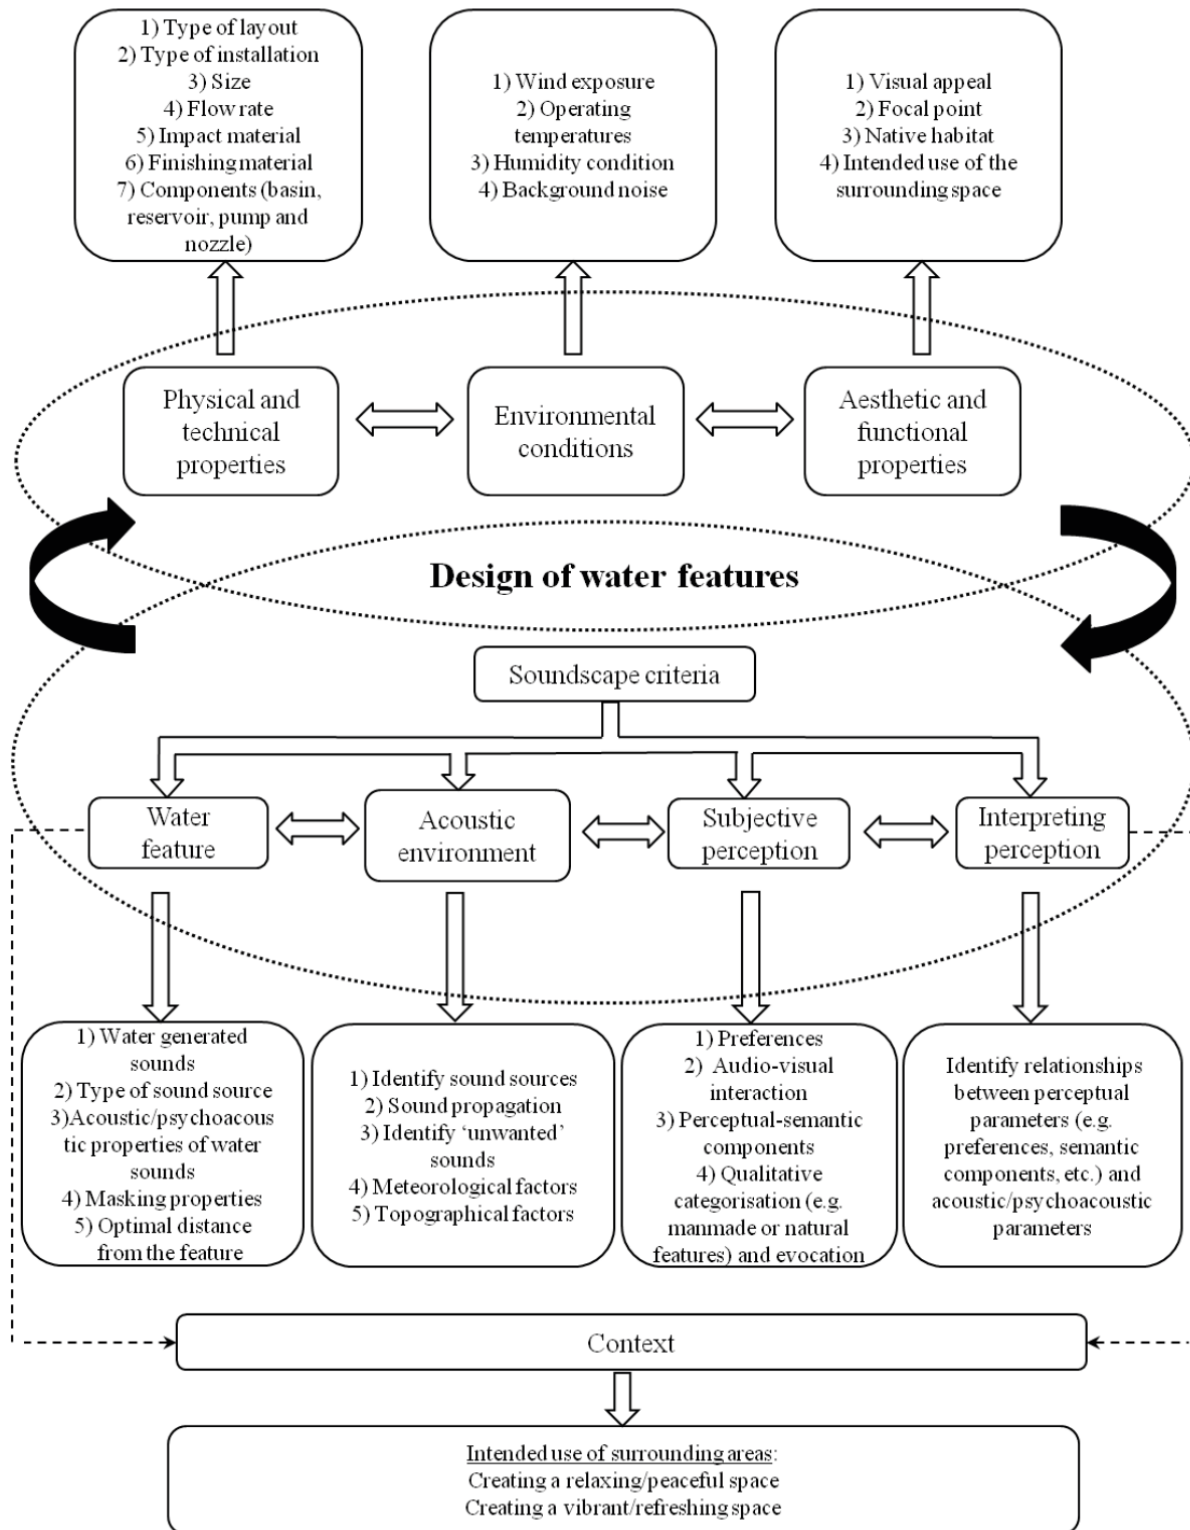 1) Type of layout
2) Type of installation
3) Size
4) Flow rate
5) Impact material
6) Finishing material
7) Components (basin,
reservoir, pump and
nozzle)
1) Wind exposure
2) Operating
temperatures
3) Humidity condition
4) Background noise
1) Visual appeal
2) Focal point
3) Native habitat
4) Intended use of the
surrounding space
Physical and
technical
properties
Environmental
conditions
Aesthetic and
functional
properties
Design of water features
Soundscape criteria
Water
feature
Acoustic
environment
Subjective
perception
Interpreting
perception
1) Water generated
sounds
2) Type of sound source
3)Acoustic/psychoacous
tic properties of water
sounds
4) Masking properties
5) Optimal distance
from the feature
1) Identify sound sources
2) Sound propagation
3) Identify ‘unwanted’
sounds
4) Meteorological factors
5) Topographical factors
1) Preferences
2) Audio-visual
interaction
3) Perceptual-semantic
components
4) Qualitative
categorisation (e.g.
manmade or natural
features) and evocation
Identify relationships
between perceptual
parameters (e.g.
preferences, semantic
components, etc.) and
acoustic/psychoacoustic
parameters
Context
Intended use of surrounding areas:
Creating a relaxing/peaceful space
Creating a vibrant/refreshing space